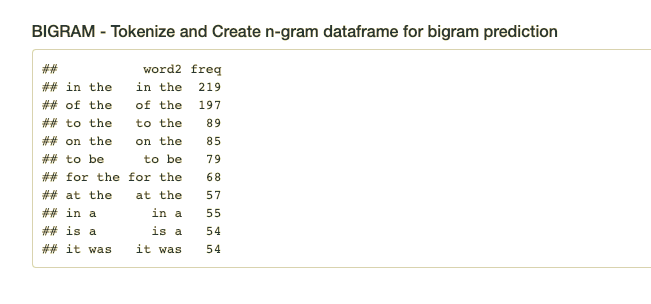 BIGRAM - Tokenize and Create n-gram dataframe for bigram prediction
##            word2 freq
## in the   in the  219
## of the   of the  197
## to the   to the   89
## on the   on the   85
## to be     to be   79
## for the for the   68
## at the   at the   57
## in a       in a   55
## is a       is a   54
## it was   it was   54